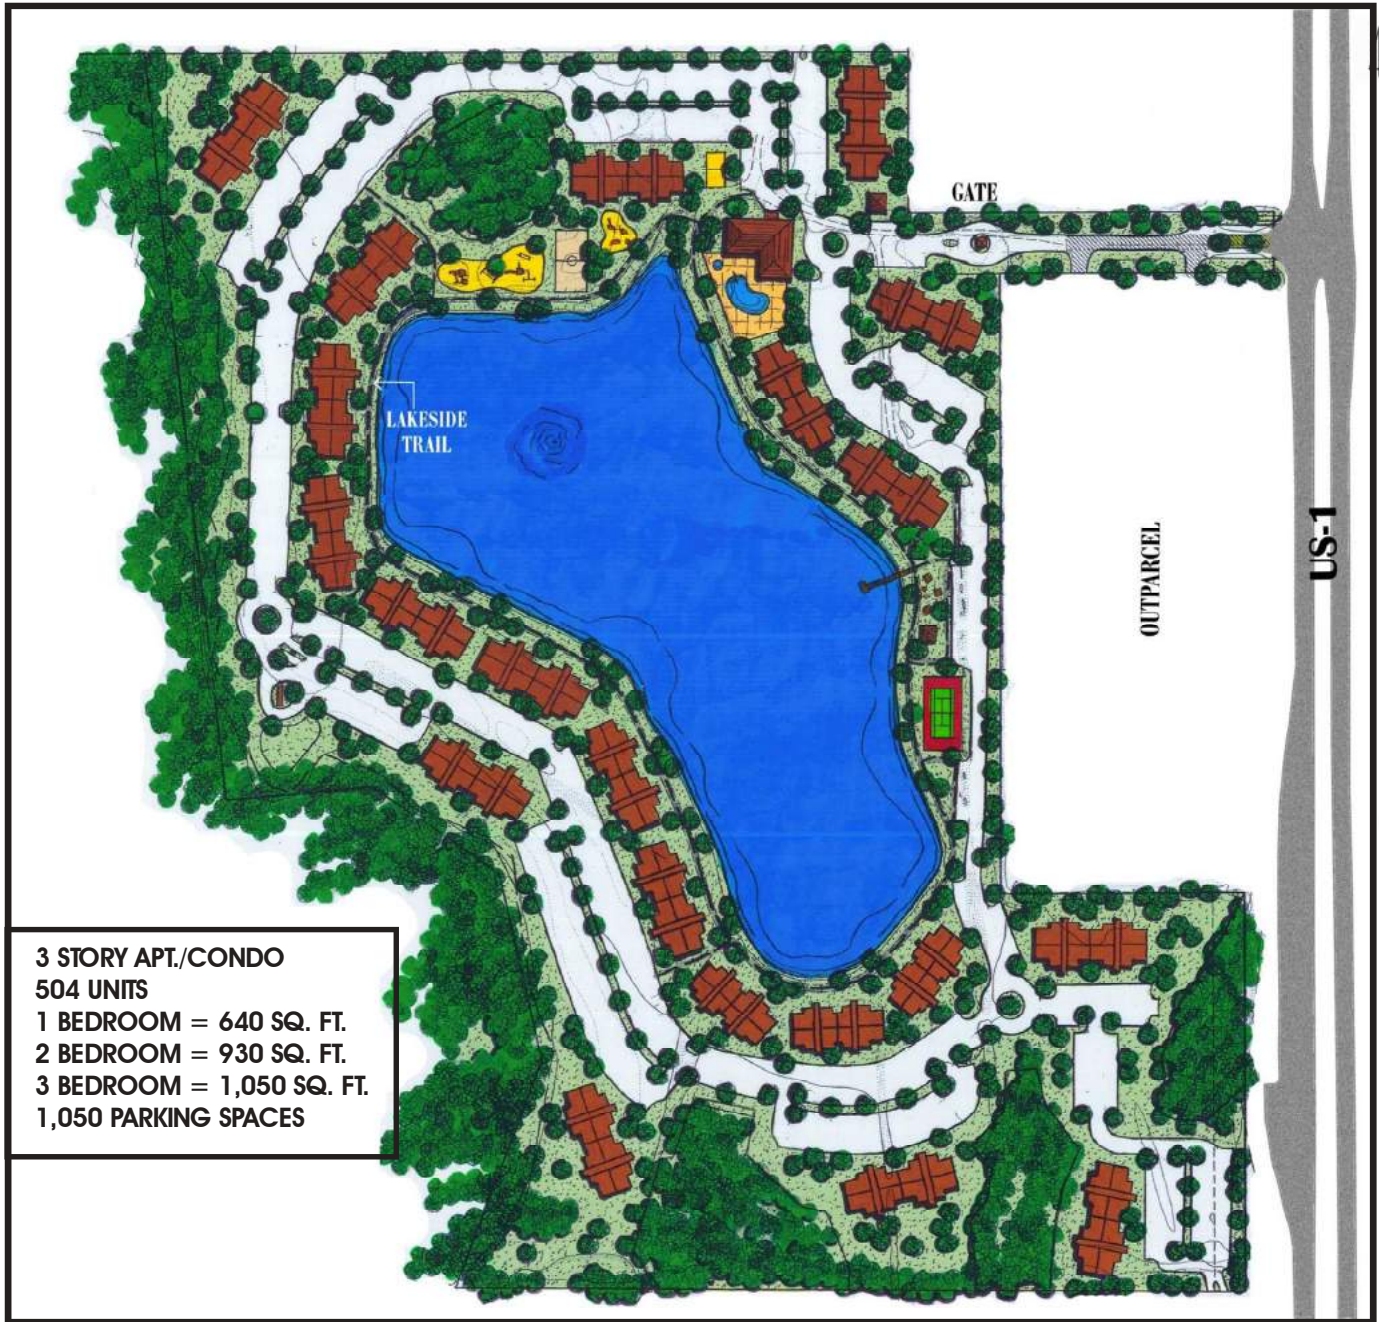 GATE
LAKESIDE
TRAIL
OUTPARCEL
US-1
3 STORY APT./CONDO
504 UNITS
1 BEDROOM = 640 SQ. FT.
2 BEDROOM = 930 SQ. FT.
3 BEDROOM = 1,050 SQ. FT.
1,050 PARKING SPACES